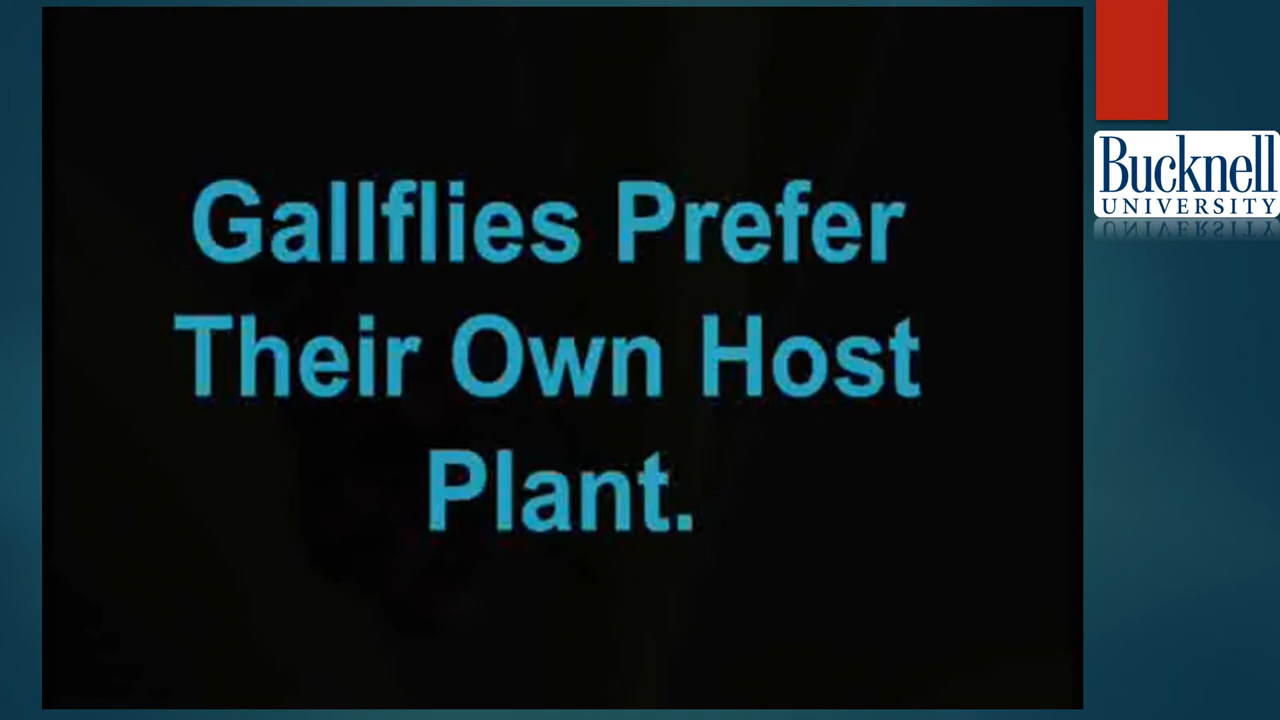 Gallflies Prefer
Their Own Host
Plant.
Bucknell
UNIVERSITY